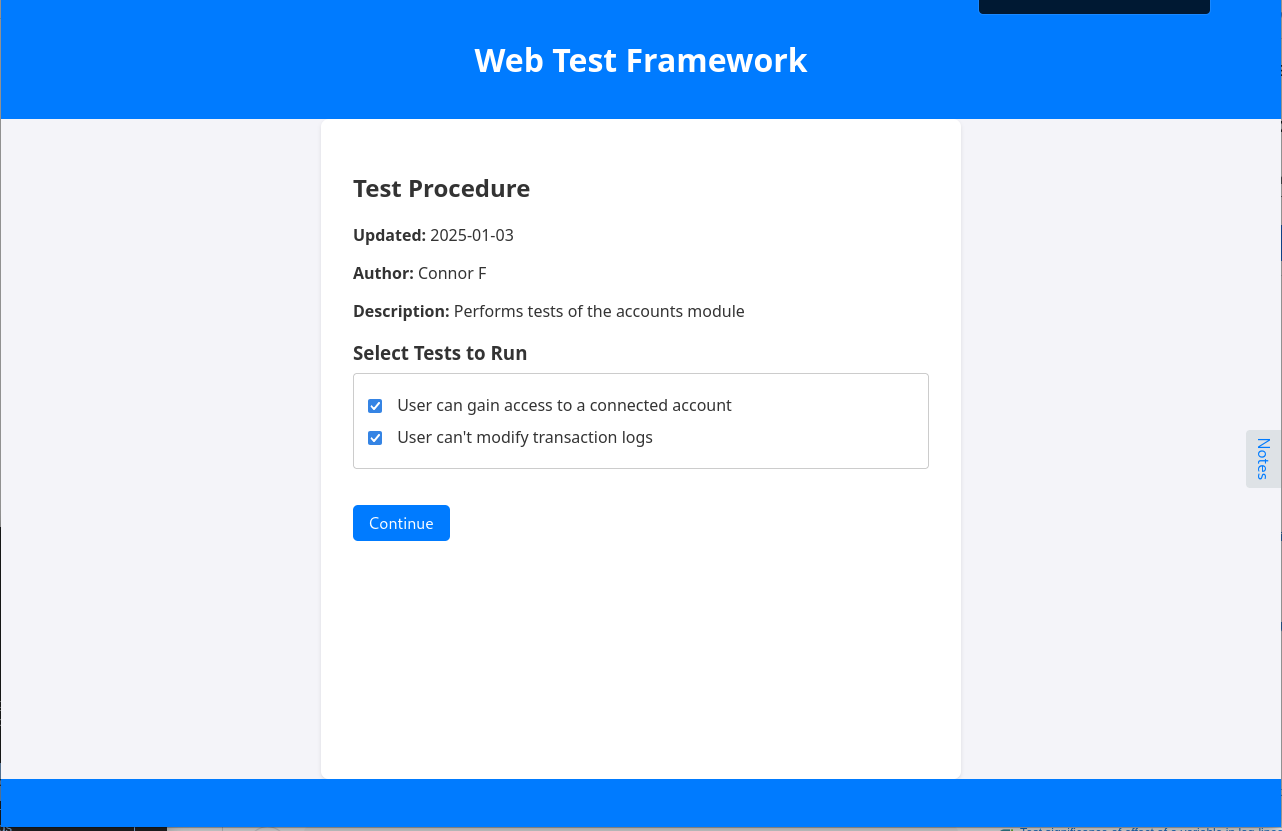 Web Test Framework
Test Procedure
Updated: 2025-01-03
Author: Connor F
Description: Performs tests of the accounts module
Select Tests to Run
User can gain access to a connected account
User can't modify transaction logs
Notes
Continue